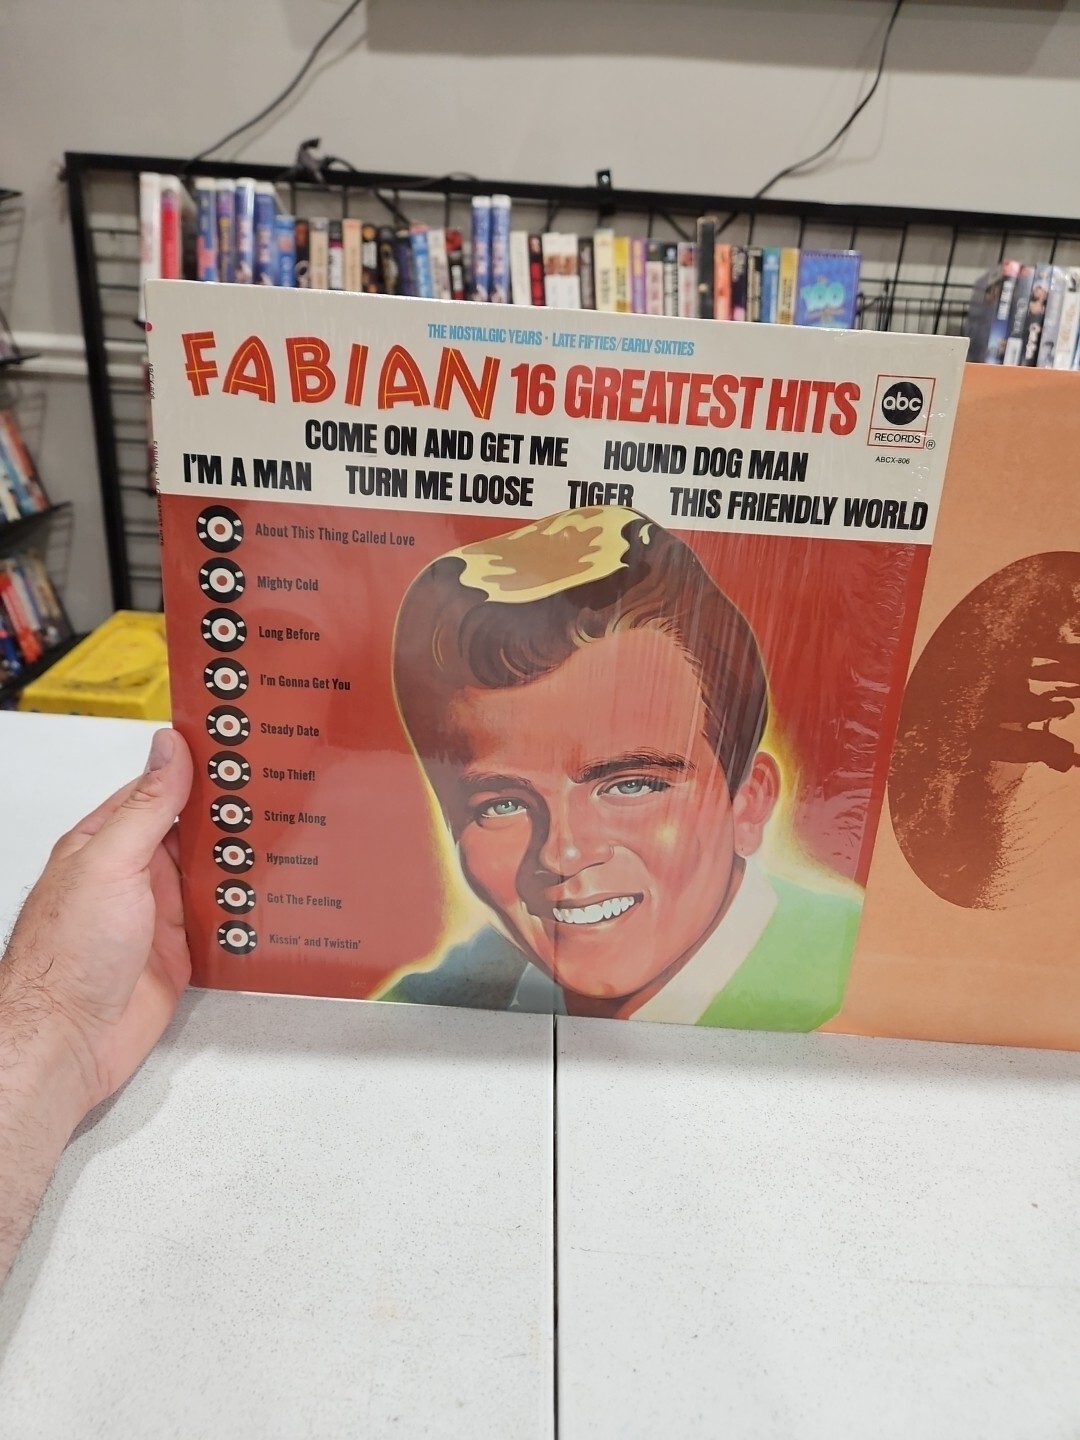 THE NOSTALGIC YEARS • LATE FIFTIES/EARLY SIXTIES
FABIAN 16 GREATEST HITS
abc
RECORDS ®
ABCX-806
COME ON AND GET ME HOUND DOG MAN
I'M A MAN TURN ME LOOSE TIGER THIS FRIENDLY WORLD
About This Thing Called Love
Mighty Cold
Long Before
I'm Gonna Get You
Steady Date
Stop Thief!
String Along
Hypnotized
Got The Feeling
Kissin' and Twistin'